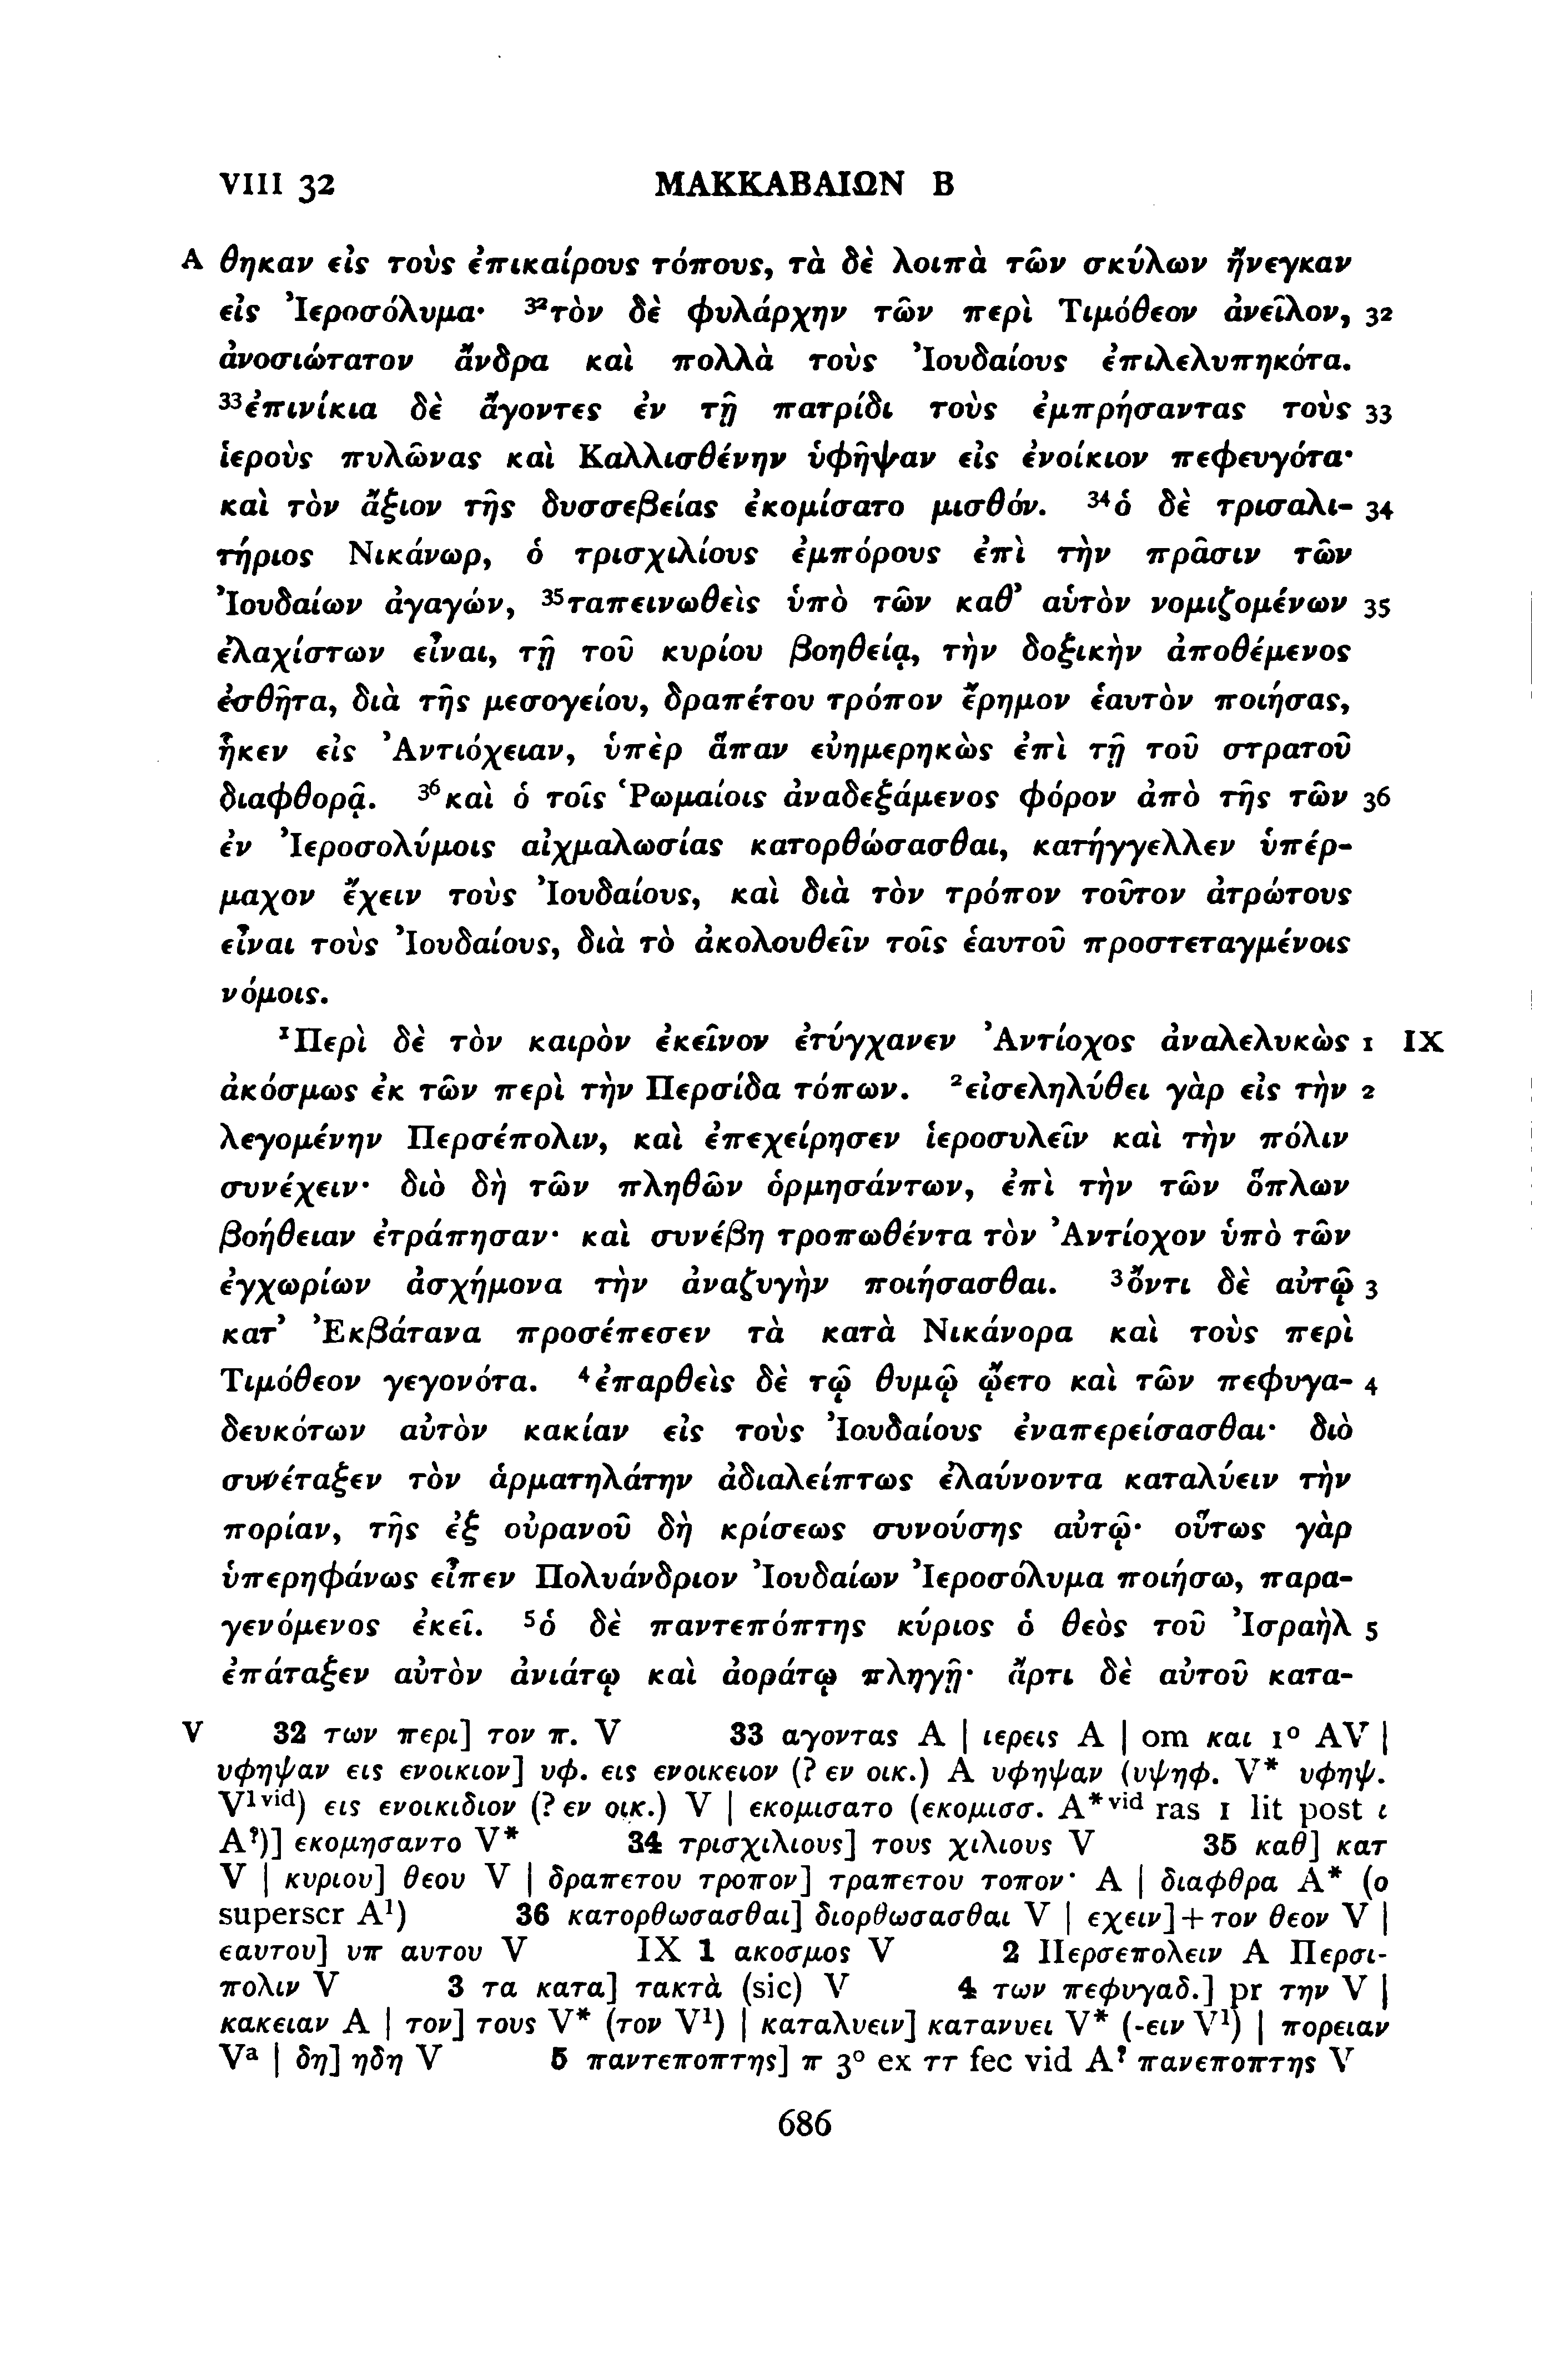 VIII 32 ΜΑΚΚΑΒΑΙΩΝ Β
A θηκαν εἰς τοὺς ἐπικαίρους τόπους, τὰ δὲ λοιπὰ τῶν σκύλων ἤνεγκαν
εἰς Ἰεροσόλυμα· ³²τὸν δὲ φυλάρχην τῶν περὶ Τιμόθεον ἀνεῖλον, 32
ἀνοσιώτατον ἄνδρα καὶ πολλὰ τοὺς Ἰουδαίους ἐπιλελυπηκότα.
³³ἐπινίκια δὲ ἄγοντες ἐν τῇ πατρίδι τοὺς ἐμπρήσαντας τοὺς 33
ἱεροὺς πυλῶνας καὶ Καλλισθένην ὑφῆψαν εἰς ἐνοίκιον πεφευγότα·
καὶ τὸν ἄξιον τῆς δυσσεβείας ἐκομίσατο μισθόν. ³⁴ὁ δὲ τρισαλι- 34
τήριος Νικάνωρ, ὁ τρισχιλίους ἐμπόρους ἐπὶ τὴν πρᾶσιν τῶν
Ἰουδαίων ἀγαγών, ³⁵ταπεινωθεὶς ὑπὸ τῶν καθ᾽ αὑτὸν νομιζομένων 35
ἐλαχίστων εἶναι, τῇ τοῦ κυρίου βοηθείᾳ, τὴν δοξικὴν ἀποθέμενος
ἐσθῆτα, διὰ τῆς μεσογείου, δραπέτου τρόπον ἔρημον ἑαυτὸν ποιήσας,
ἧκεν εἰς Ἀντιόχειαν, ὑπὲρ ἅπαν εὐημερηκὼς ἐπὶ τῇ τοῦ στρατοῦ
διαφθορᾷ. ³⁶καὶ ὁ τοῖς Ῥωμαίοις ἀναδεξάμενος φόρον ἀπὸ τῆς τῶν 36
ἐν Ἰεροσολύμοις αἰχμαλωσίας κατορθώσασθαι, κατήγγελλεν ὑπέρ-
μαχον ἔχειν τοὺς Ἰουδαίους, καὶ διὰ τὸν τρόπον τοῦτον ἀτρώτους
εἶναι τοὺς Ἰουδαίους, διὰ τὸ ἀκολουθεῖν τοῖς ἑαυτοῦ προστεταγμένοις
νόμοις.
¹Περὶ δὲ τὸν καιρὸν ἐκεῖνον ἐτύγχανεν Ἀντίοχος ἀναλελυκὼς 1 IX
ἀκόσμως ἐκ τῶν περὶ τὴν Περσίδα τόπων. ²εἰσεληλύθει γὰρ εἰς τὴν 2
λεγομένην Περσέπολιν, καὶ ἐπεχείρησεν ἱεροσυλεῖν καὶ τὴν πόλιν
συνέχειν· διὸ δὴ τῶν πληθῶν ὁρμησάντων, ἐπὶ τὴν τῶν ὅπλων
βοήθειαν ἐτράπησαν· καὶ συνέβη τροπωθέντα τὸν Ἀντίοχον ὑπὸ τῶν
ἐγχωρίων ἀσχήμονα τὴν ἀναζυγὴν ποιήσασθαι. ³ὄντι δὲ αὐτῷ 3
κατ᾽ Ἐκβάτανα προσέπεσεν τὰ κατὰ Νικάνορα καὶ τοὺς περὶ
Τιμόθεον γεγονότα. ⁴ἐπαρθεὶς δὲ τῷ θυμῷ ᾤετο καὶ τῶν πεφυγα- 4
δευκότων αὐτὸν κακίαν εἰς τοὺς Ἰουδαίους ἐναπερείσασθαι· διὸ
συνέταξεν τὸν ἁρματηλάτην ἀδιαλείπτως ἐλαύνοντα καταλύειν τὴν
πορίαν, τῆς ἐξ οὐρανοῦ δὴ κρίσεως συνούσης αὐτῷ· οὕτως γὰρ
ὑπερηφάνως εἶπεν Πολυάνδριον Ἰουδαίων Ἰεροσόλυμα ποιήσω, παρα-
γενόμενος ἐκεῖ. ⁵ὁ δὲ παντεπόπτης κύριος ὁ θεὸς τοῦ Ἰσραὴλ 5
ἐπάταξεν αὐτὸν ἀνιάτῳ καὶ ἀοράτῳ πληγῇ· ἄρτι δὲ αὐτοῦ κατα-
V 32 των περι] τον π. V 33 αγοντας A | ιερεις A | om και 1° AV |
υφηψαν εις ενοικιον] υφ. εις ενοικειον (? εν οικ.) A υφηψαν (υψηφ. V* υφηψ.
V¹ᵛⁱᵈ) εις ενοικιδιον (? εν οικ.) V | εκομισατο (εκομισσ. A*ᵛⁱᵈ ras 1 lit post ι
A?)] εκομησαντο V* 34 τρισχιλιους] τους χιλιους V 35 καθ] κατ
V | κυριου] θεου V | δραπετου τροπον] τραπετου τοπον· A | διαφθρα A* (ο
superscr A¹) 36 κατορθωσασθαι] διορθωσασθαι V | εχειν]+τον θεον V |
εαυτου] υπ αυτου V IX 1 ακοσμος V 2 Περσεπολειν A Περσι-
πολιν V 3 τα κατα] τακτὰ (sic) V 4 των πεφυγαδ.] pr την V |
κακειαν A | τον] τους V* (τον V¹) | καταλυειν] κατανυει V* (-ειν V¹) | πορειαν
Vᵃ | δη] ηδη V 5 παντεποπτης] π 3° ex ττ fec vid A? πανεποπτης V
686